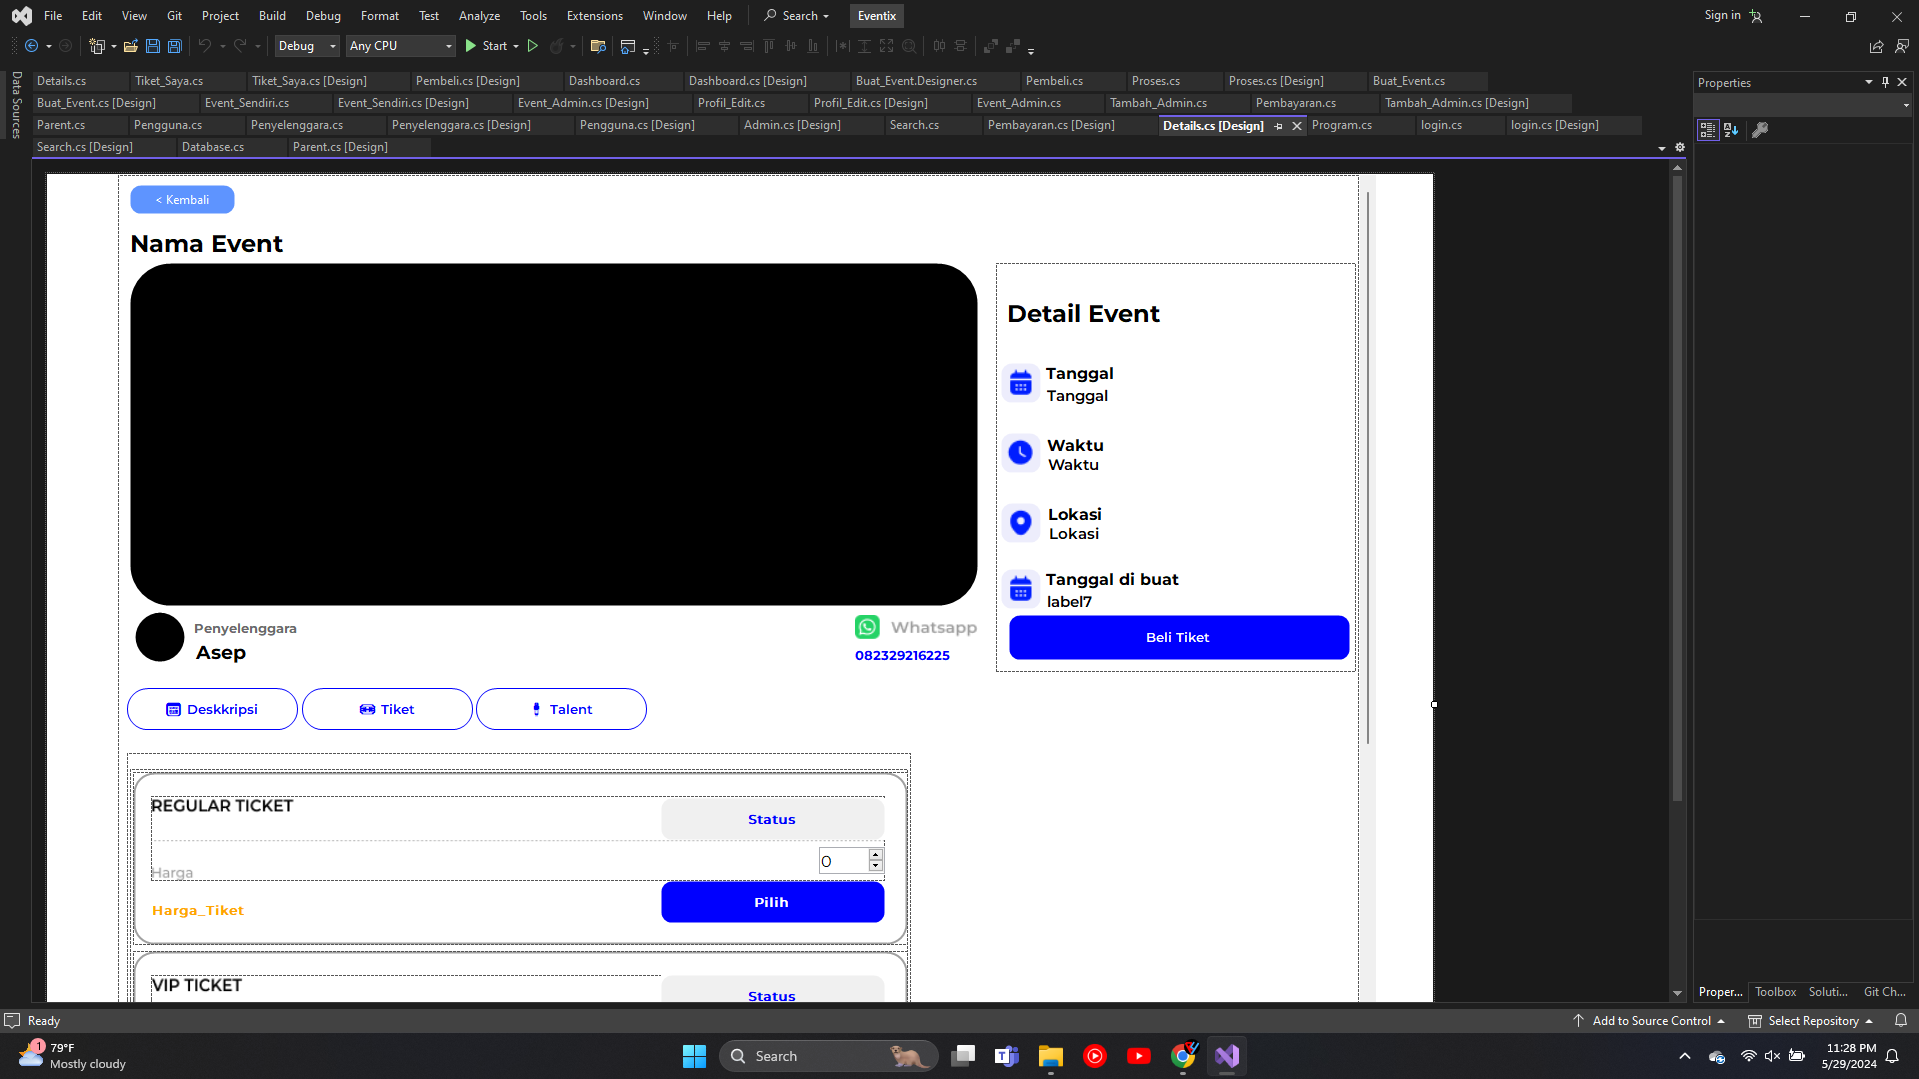 File Edit View Git Project Build Debug Format Test Analyze Tools Extensions Window Help Search Eventix Sign in
Debug Any CPU Start
Data Sources
Details.cs Tiket_Saya.cs Tiket_Saya.cs [Design] Pembeli.cs [Design] Dashboard.cs Dashboard.cs [Design] Buat_Event.Designer.cs Pembeli.cs Proses.cs Proses.cs [Design] Buat_Event.cs
Buat_Event.cs [Design] Event_Sendiri.cs Event_Sendiri.cs [Design] Event_Admin.cs [Design] Profil_Edit.cs Profil_Edit.cs [Design] Event_Admin.cs Tambah_Admin.cs Pembayaran.cs Tambah_Admin.cs [Design]
Parent.cs Pengguna.cs Penyelenggara.cs Penyelenggara.cs [Design] Pengguna.cs [Design] Admin.cs [Design] Search.cs Pembayaran.cs [Design] Details.cs [Design] Program.cs login.cs login.cs [Design]
Search.cs [Design] Database.cs Parent.cs [Design]
< Kembali
Nama Event
Detail Event
Tanggal
Tanggal
Waktu
Waktu
Lokasi
Lokasi
Tanggal di buat
label7
Beli Tiket
Penyelenggara
Asep
Whatsapp
082329216225
Deskkripsi Tiket Talent
REGULAR TICKET
Status
0
Harga
Harga_Tiket
Pilih
VIP TICKET
Status
Properties
Proper... Toolbox Soluti... Git Ch...
Ready
Add to Source Control Select Repository
1
79°F
Mostly cloudy
Search
11:28 PM
5/29/2024